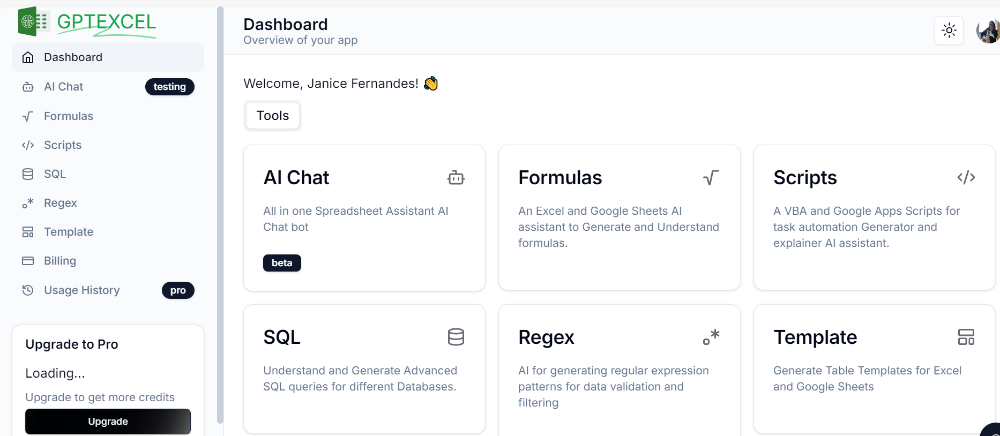 GPTEXCEL
Dashboard
AI Chat
testing
Formulas
Scripts
SQL
Regex
Template
Billing
Usage History
pro
Upgrade to Pro
Loading...
Upgrade to get more credits
Upgrade
Dashboard
Overview of your app
Welcome, Janice Fernandes! 👏
Tools
AI Chat
All in one Spreadsheet Assistant AI
Chat bot
beta
Formulas
An Excel and Google Sheets AI
assistant to Generate and Understand
formulas.
Scripts
A VBA and Google Apps Scripts for
task automation Generator and
explainer AI assistant.
SQL
Understand and Generate Advanced
SQL queries for different Databases.
Regex
AI for generating regular expression
patterns for data validation and
filtering
Template
Generate Table Templates for Excel
and Google Sheets